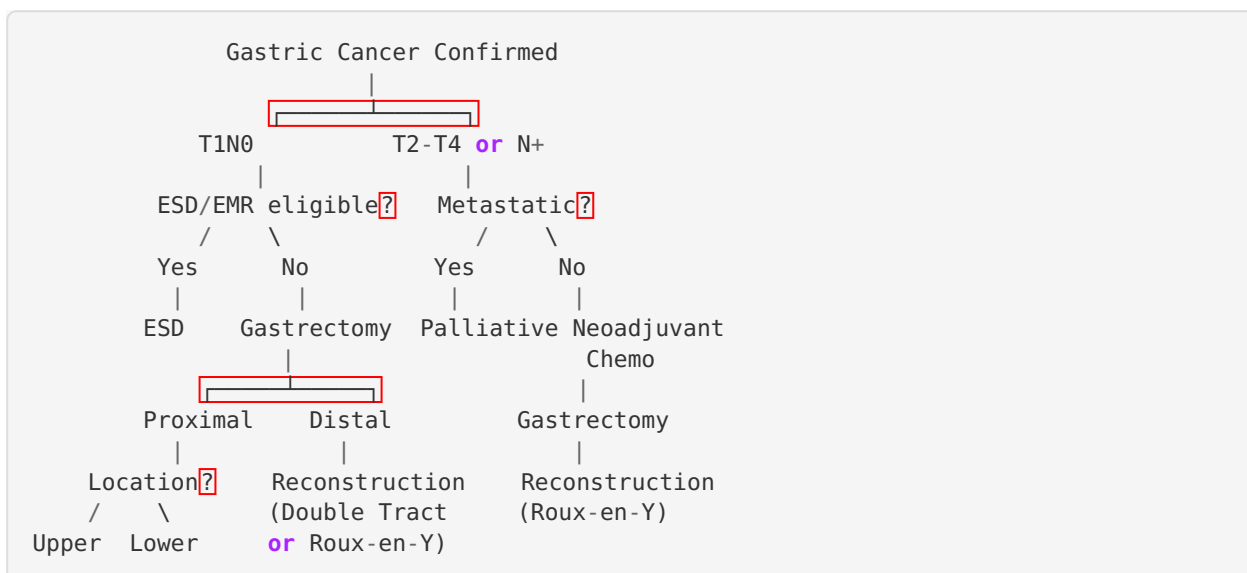 Gastric Cancer Confirmed
|
┌──────┴──────┐
T1N0 T2-T4 or N+
| |
ESD/EMR eligible? Metastatic?
/ \ / \
Yes No Yes No
| | | |
ESD Gastrectomy Palliative Neoadjuvant
| Chemo
┌─────┴─────┐ |
Proximal Distal Gastrectomy
| | |
Location? Reconstruction Reconstruction
/ \ (Double Tract (Roux-en-Y)
Upper Lower or Roux-en-Y)